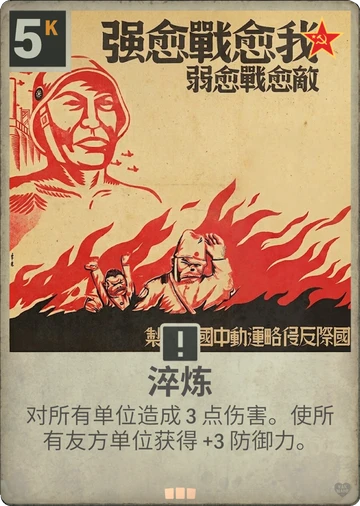 5K
强愈戰愈我
弱愈戰愈敵
製 國中動運略侵反際國
!
淬炼
对所有单位造成 3 点伤害。使所
有友方单位获得 +3 防御力。